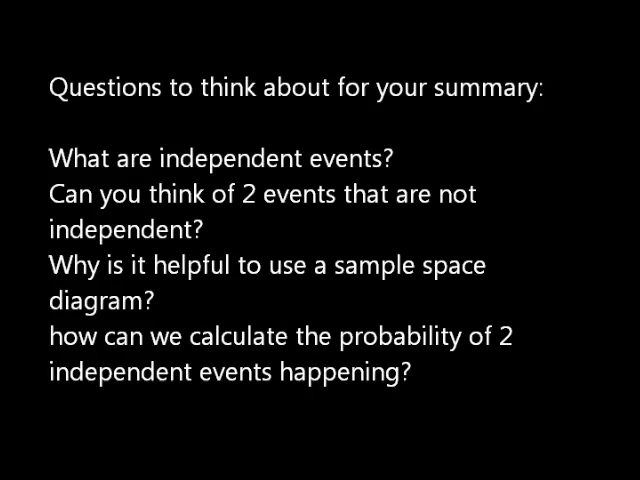 Questions to think about for your summary:
What are independent events?
Can you think of 2 events that are not
independent?
Why is it helpful to use a sample space
diagram?
how can we calculate the probability of 2
independent events happening?